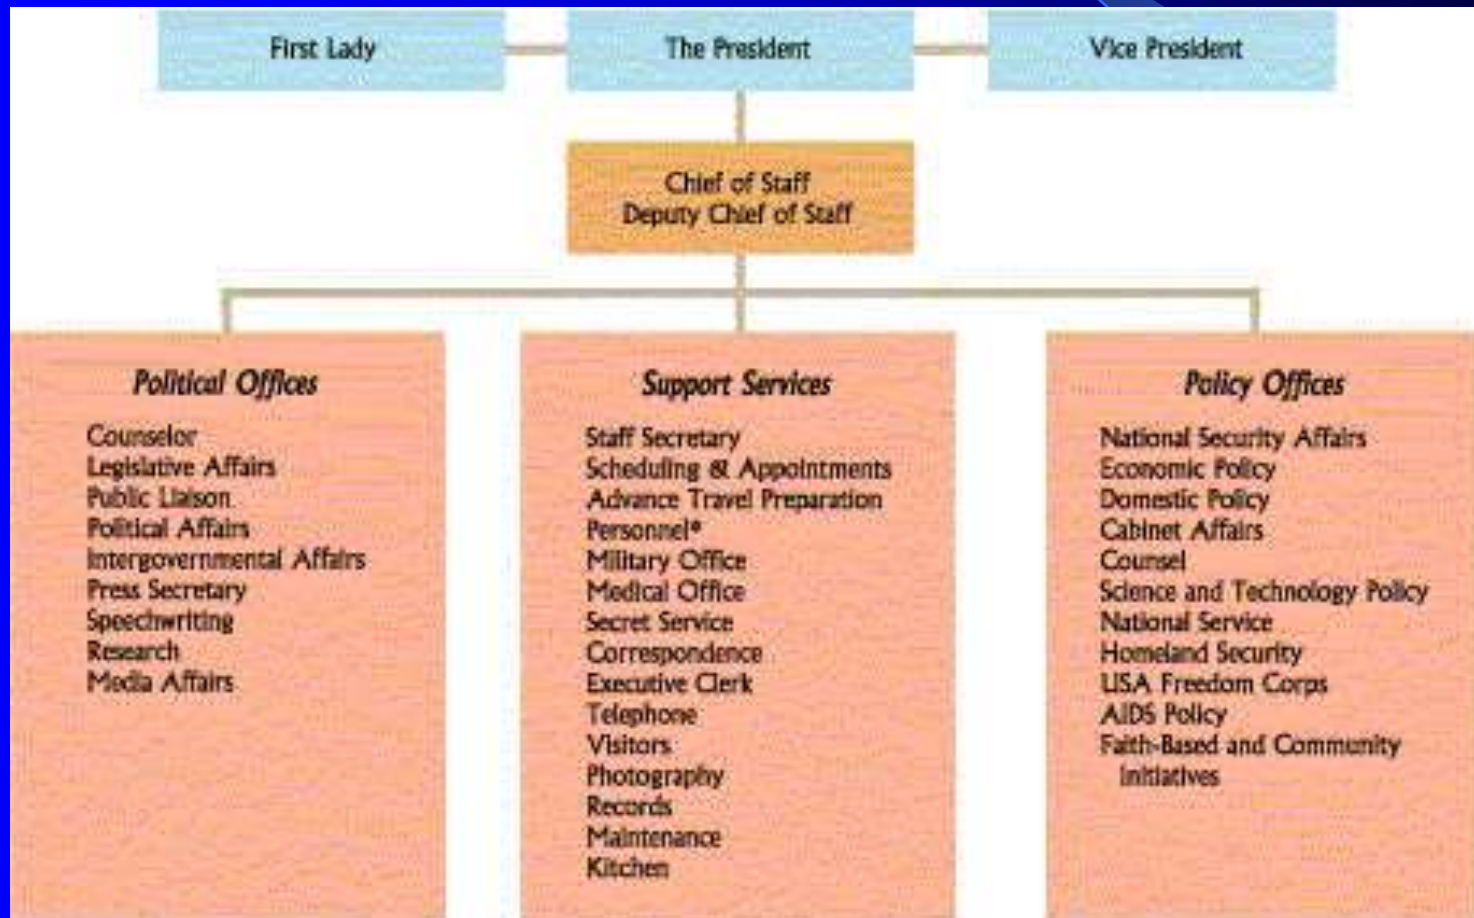 First Lady
The President
Vice President
Chief of Staff
Deputy Chief of Staff
Political Offices
Counselor
Legislative Affairs
Public Liaison
Political Affairs
Intergovernmental Affairs
Press Secretary
Speechwriting
Research
Media Affairs
Support Services
Staff Secretary
Scheduling & Appointments
Advance Travel Preparation
Personnel*
Military Office
Medical Office
Secret Service
Correspondence
Executive Clerk
Telephone
Visitors
Photography
Records
Maintenance
Kitchen
Policy Offices
National Security Affairs
Economic Policy
Domestic Policy
Cabinet Affairs
Counsel
Science and Technology Policy
National Service
Homeland Security
USA Freedom Corps
AIDS Policy
Faith-Based and Community
Initiatives